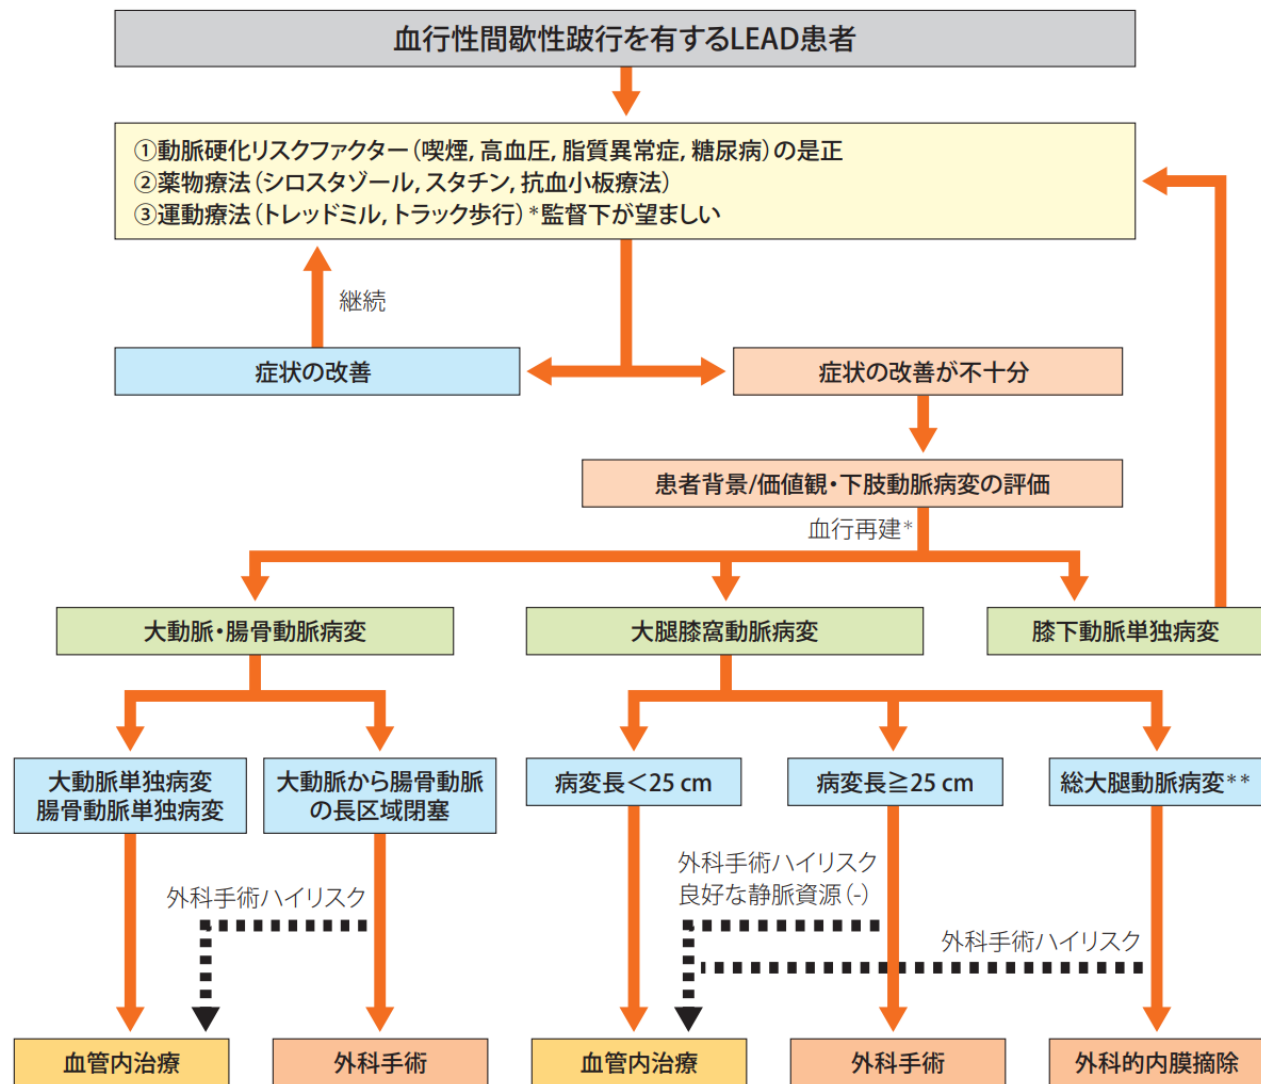 血行性間歇性跛行を有するLEAD患者
①動脈硬化リスクファクター(喫煙, 高血圧, 脂質異常症, 糖尿病)の是正
②薬物療法(シロスタゾール, スタチン, 抗血小板療法)
③運動療法(トレッドミル, トラック歩行)*監督下が望ましい
継続
症状の改善
症状の改善が不十分
患者背景/価値観・下肢動脈病変の評価
血行再建*
大動脈・腸骨動脈病変
大腿膝窩動脈病変
膝下動脈単独病変
大動脈単独病変
腸骨動脈単独病変
大動脈から腸骨動脈
の長区域閉塞
病変長<25 cm
病変長≧25 cm
総大腿動脈病変**
外科手術ハイリスク
外科手術ハイリスク
良好な静脈資源(-)
外科手術ハイリスク
血管内治療
外科手術
血管内治療
外科手術
外科的内膜摘除